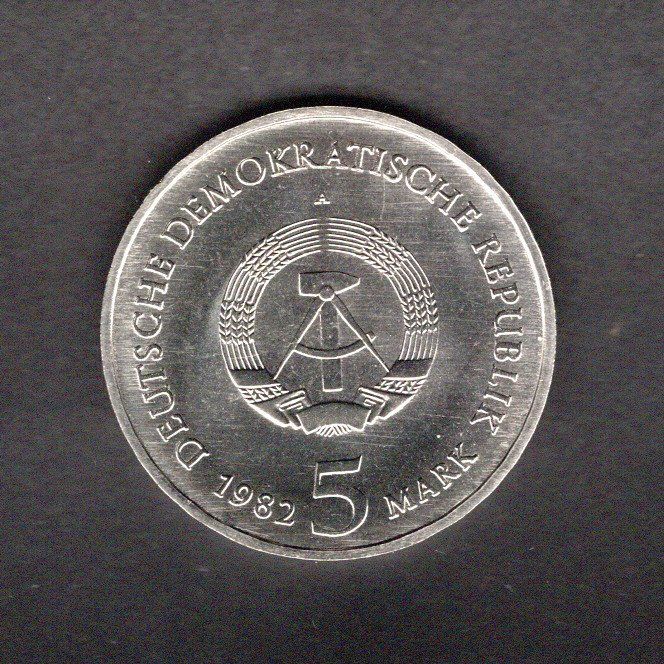 DEUTSCHE DEMOKRATISCHE REPUBLIK
A
1982 5 MARK